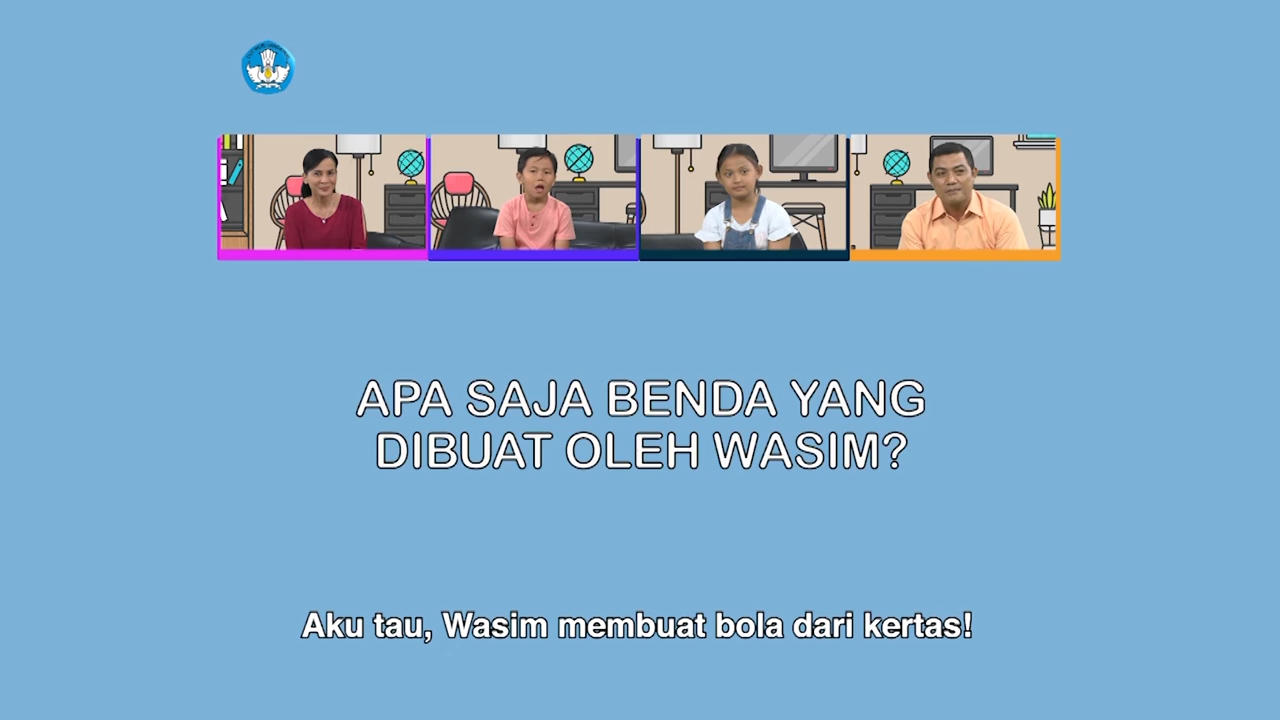 APA SAJA BENDA YANG
DIBUAT OLEH WASIM?
Aku tau, Wasim membuat bola dari kertas!